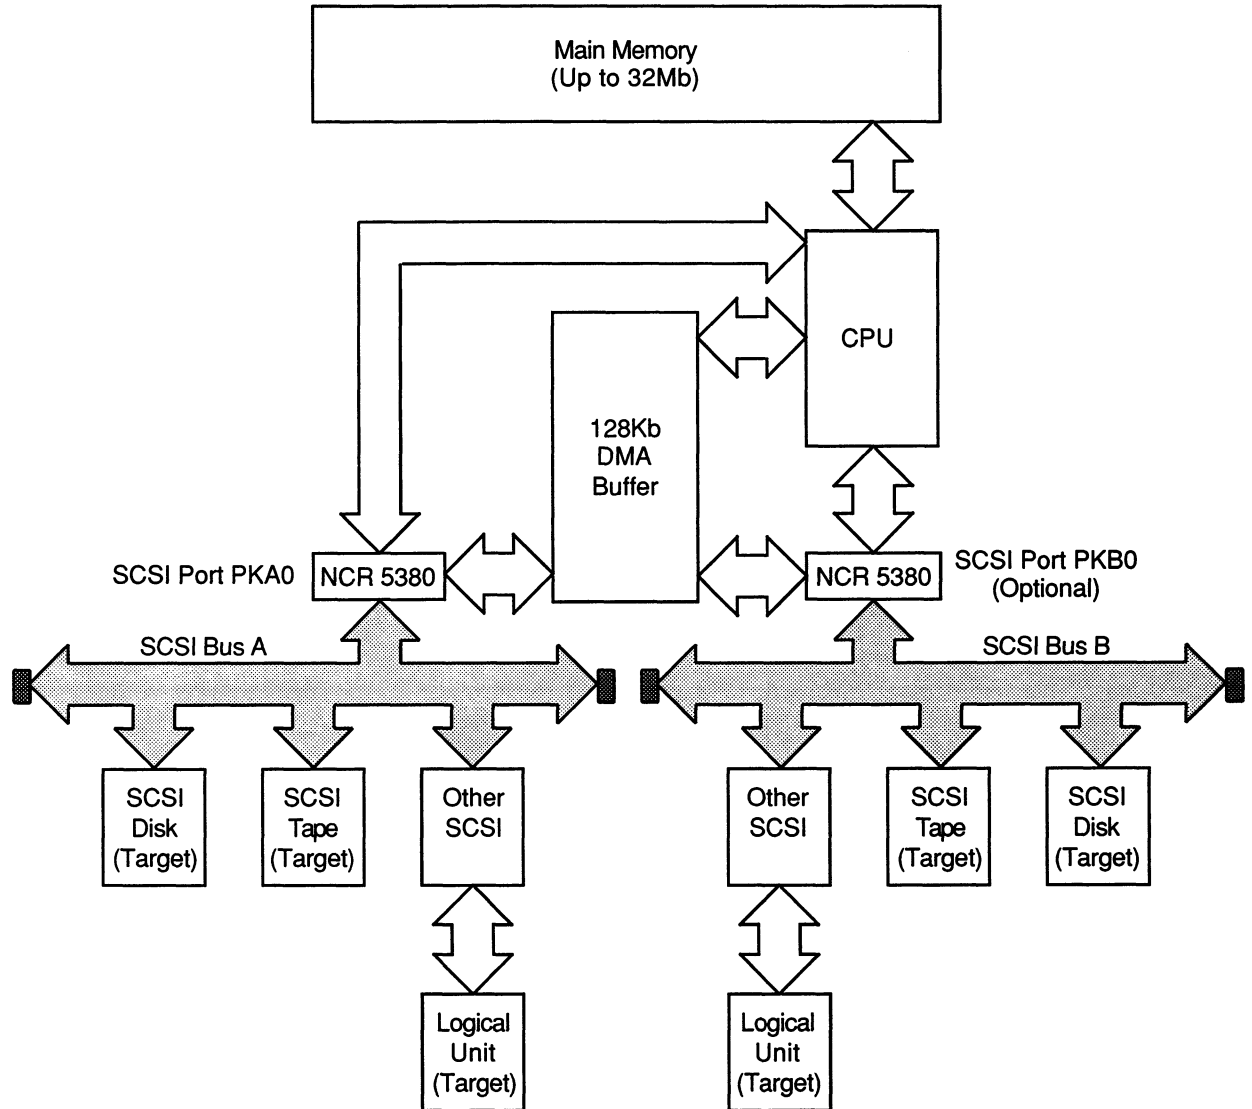 Main Memory
(Up to 32Mb)
CPU
128Kb
DMA
Buffer
SCSI Port PKA0
NCR 5380
NCR 5380
SCSI Port PKB0
(Optional)
SCSI Bus A
SCSI Bus B
SCSI
Disk
(Target)
SCSI
Tape
(Target)
Other
SCSI
Other
SCSI
SCSI
Tape
(Target)
SCSI
Disk
(Target)
Logical
Unit
(Target)
Logical
Unit
(Target)